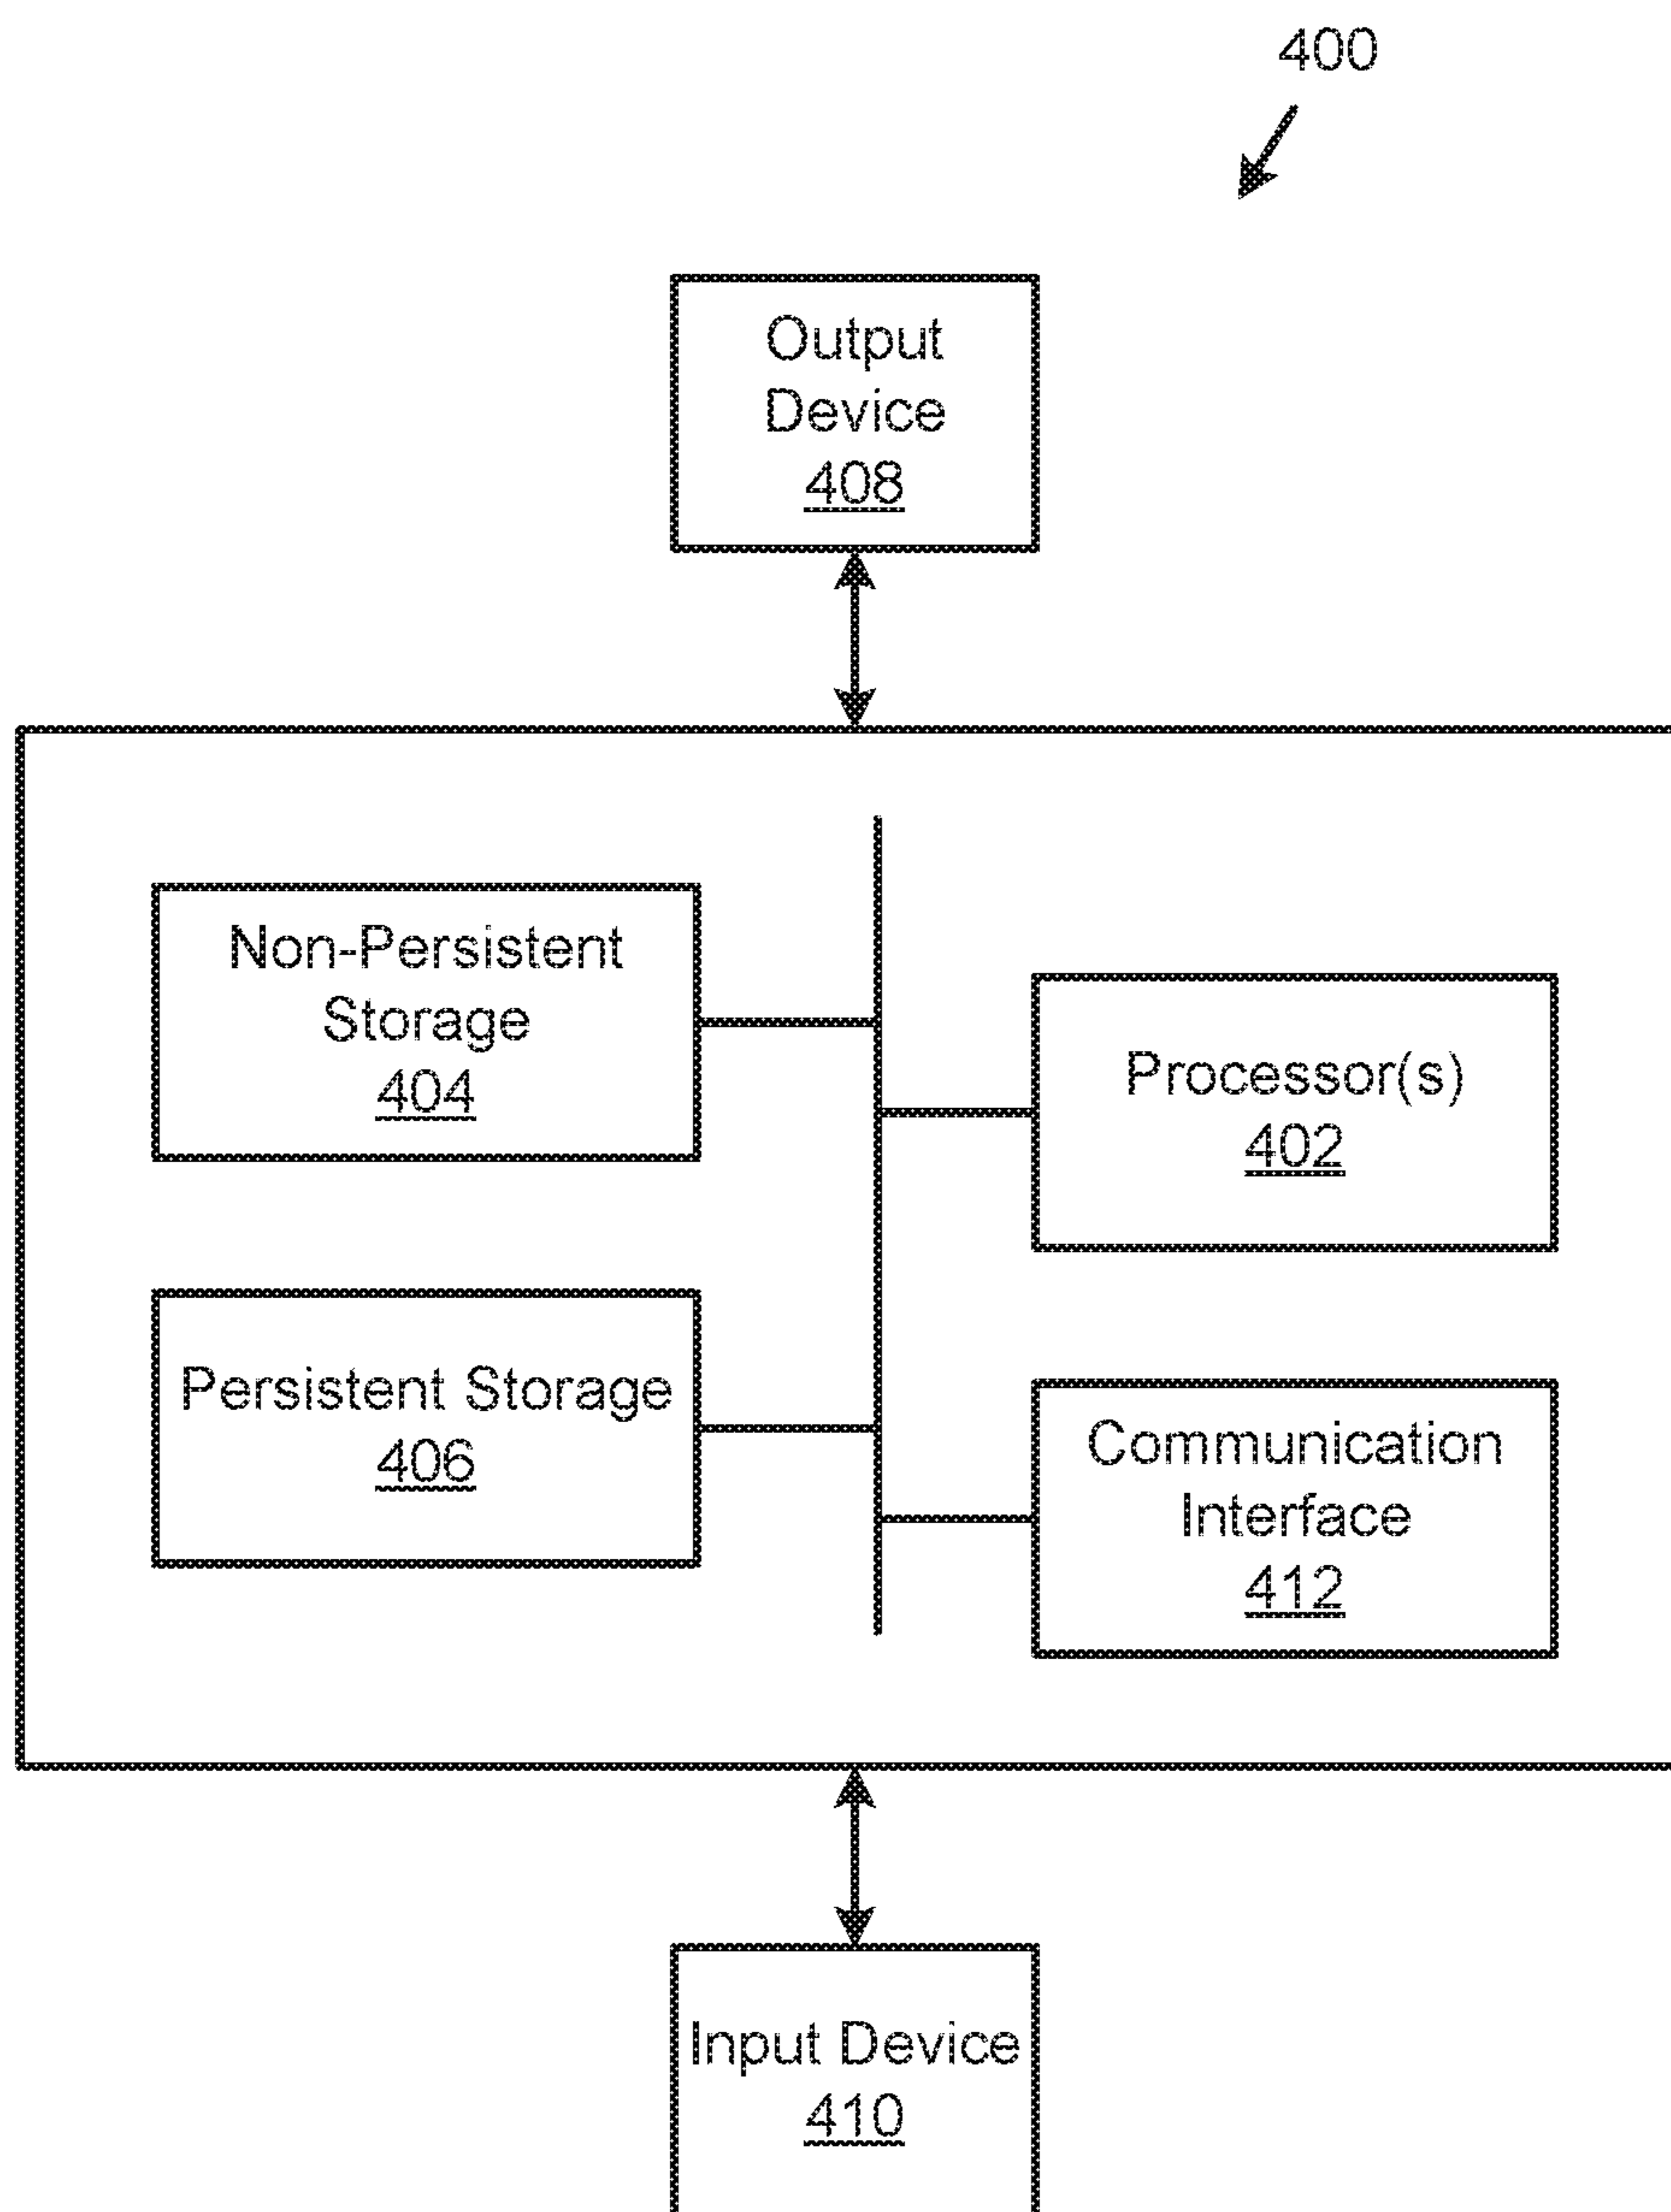 400
Output
Device
408
Non-Persistent
Storage
404
Processor(s)
402
Persistent Storage
406
Communication
Interface
412
Input Device
410